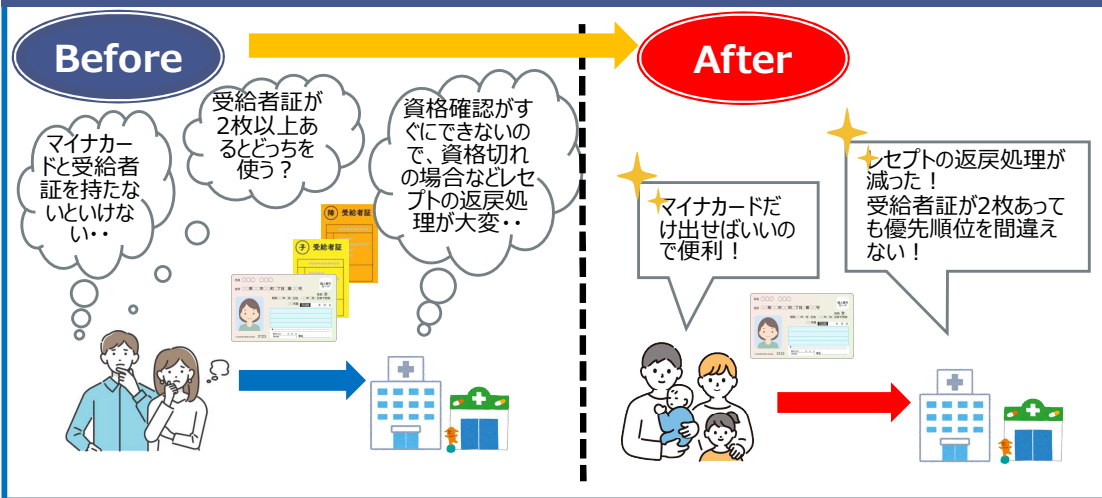 Before
After
マイナカー
ドと受給者
証を持たな
いといけな
い・・
受給者証が
2枚以上あ
るとどっちを
使う？
資格確認がす
ぐにできないの
で、資格切れ
の場合などレセ
プトの返戻処
理が大変・・
障 受給者証
子 受給者証
マイナカードだ
け出せばいいの
で便利！
レセプトの返戻処理が
減った！
受給者証が2枚あって
も優先順位を間違え
ない！